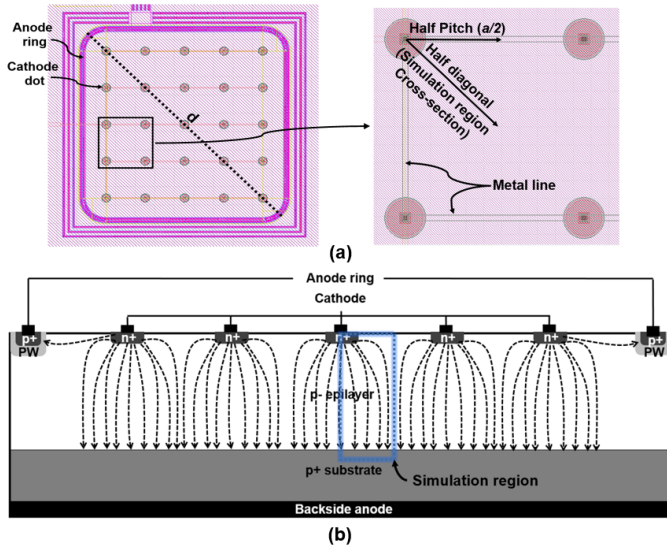 (a)
Anode
ring
Cathode
dot
d
Half Pitch (a/2)
Half diagonal
(Simulation region
Cross-section)
Metal line
(a)
(b)
Anode ring
Cathode
p+
PW
n+
n+
n+
n+
n+
p+
PW
p- epilayer
p+ substrate
Simulation region
Backside anode
(b)